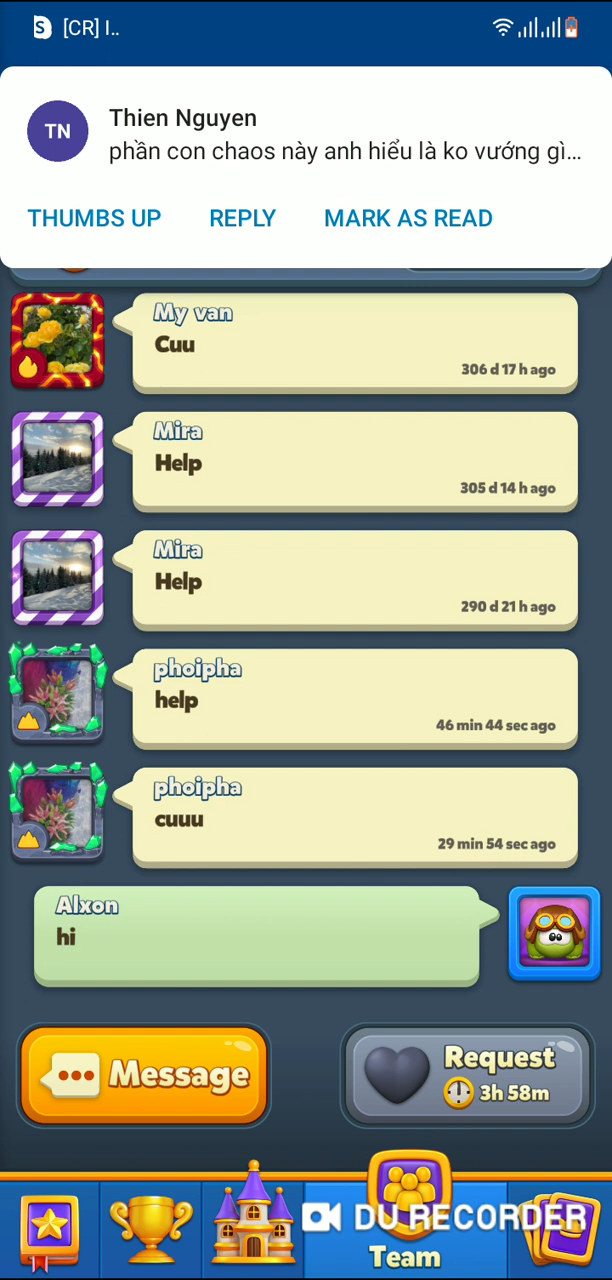 S [CR] I..
TN
Thien Nguyen
phần con chaos này anh hiểu là ko vướng gì...
THUMBS UP REPLY MARK AS READ
My van
Cuu
306 d 17 h ago
Mira
Help
305 d 14 h ago
Mira
Help
290 d 21 h ago
phoipha
help
46 min 44 sec ago
phoipha
cuuu
29 min 54 sec ago
Alxon
hi
Message
Request
3h 58m
DU RECORDER
Team